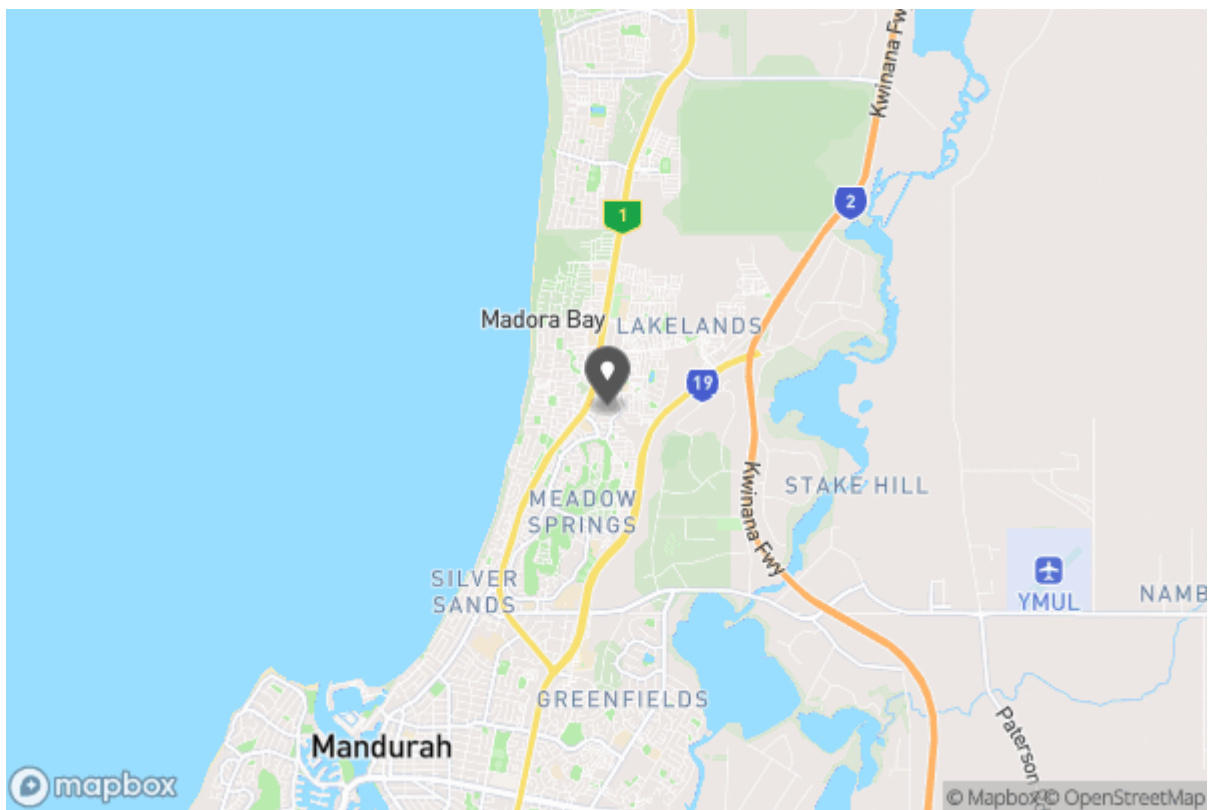 Kwinana Fw
2
1
Madora Bay
LAKELANDS
19
MEADOW
SPRINGS
Kwinana Fwy
STAKE HILL
SILVER
SANDS
YMUL
NAMB
GREENFIELDS
Paterson
Mandurah
mapbox
© Mapbox © OpenStreetMap